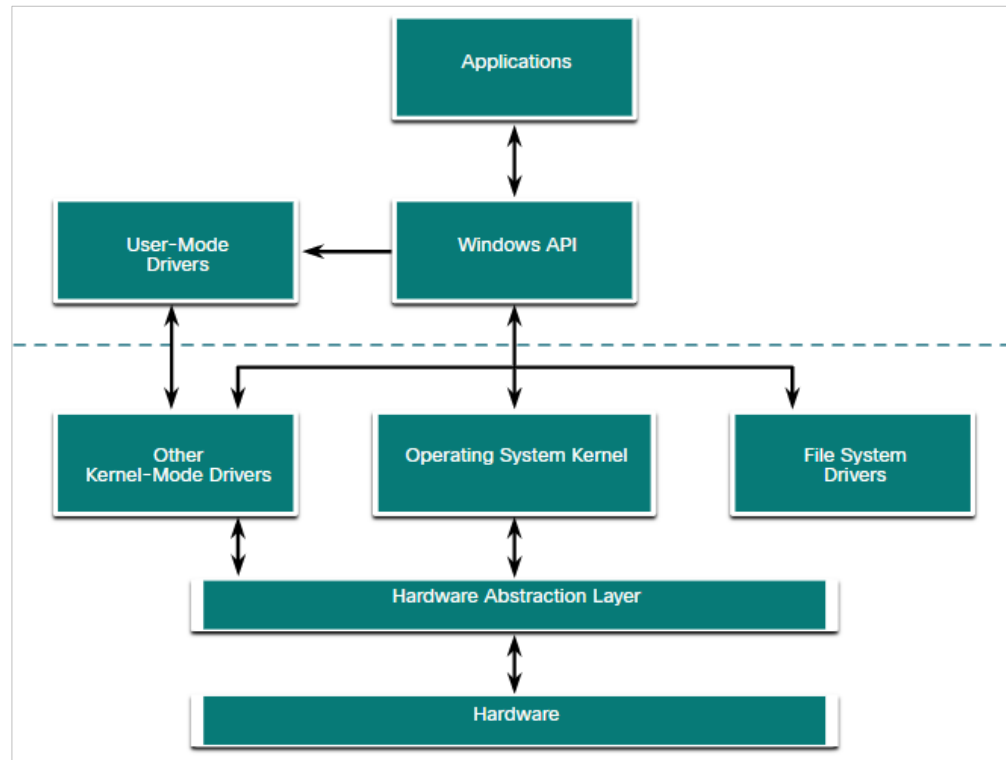 Applications
User-Mode
Drivers
Windows API
Other
Kernel-Mode Drivers
Operating System Kernel
File System
Drivers
Hardware Abstraction Layer
Hardware